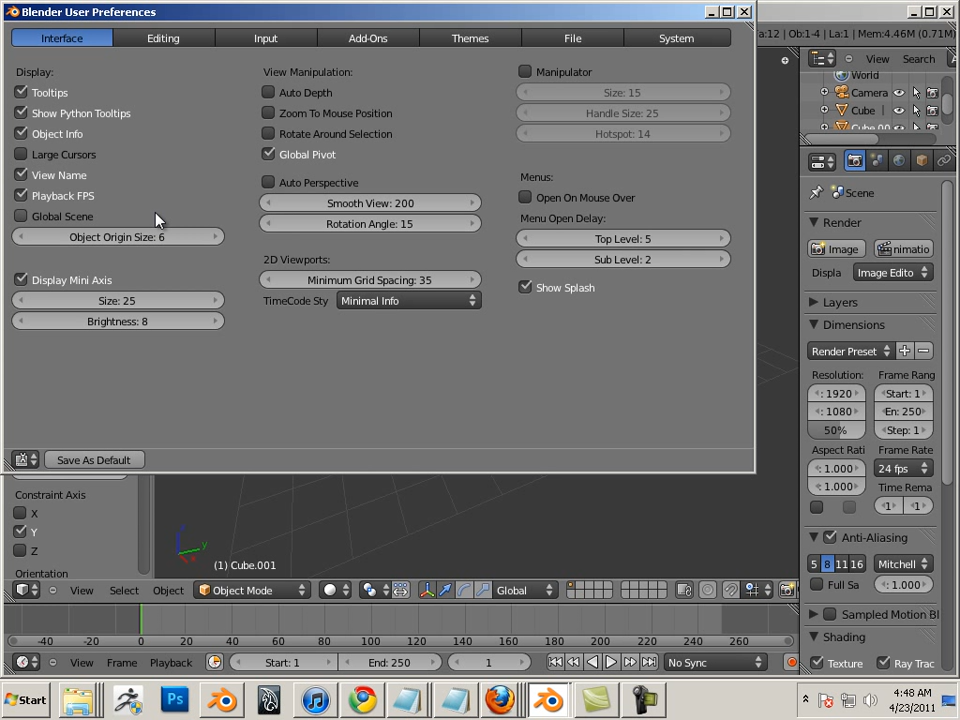 Blender User Preferences
Interface
Editing
Input
Add-Ons
Themes
File
System
a:12 | Ob:1-4 | La:1 | Mem:4.46M (0.71M)
Display:
Tooltips
Show Python Tooltips
Object Info
Large Cursors
View Name
Playback FPS
Global Scene
Object Origin Size: 6
Display Mini Axis
Size: 25
Brightness: 8
View Manipulation:
Auto Depth
Zoom To Mouse Position
Rotate Around Selection
Global Pivot
Auto Perspective
Smooth View: 200
Rotation Angle: 15
2D Viewports:
Minimum Grid Spacing: 35
TimeCode Sty
Minimal Info
Manipulator
Size: 15
Handle Size: 25
Hotspot: 14
Menus:
Open On Mouse Over
Menu Open Delay:
Top Level: 5
Sub Level: 2
Show Splash
Save As Default
View
Search
World
Camera
Cube
Cube.00
Scene
Render
Image
nimatio
Displa
Image Edito
Layers
Dimensions
Render Preset
Resolution:
Frame Rang
: 1920
Start: 1
: 1080
En: 250
50%
Step: 1
Aspect Rati
Frame Rate
: 1.000
24 fps
: 1.000
Time Rema
1
1
Anti-Aliasing
5
8
11
16
Mitchell
Full Sa
: 1.000
Sampled Motion Bl
Shading
Texture
Ray Trac
Constraint Axis
X
Y
Z
Orientation
z
y
x
(1) Cube.001
View
Select
Object
Object Mode
Global
-40
-20
0
20
40
60
80
100
120
140
160
180
200
220
240
260
View
Frame
Playback
Start: 1
End: 250
1
No Sync
Start
Ps
4:48 AM
4/23/2011